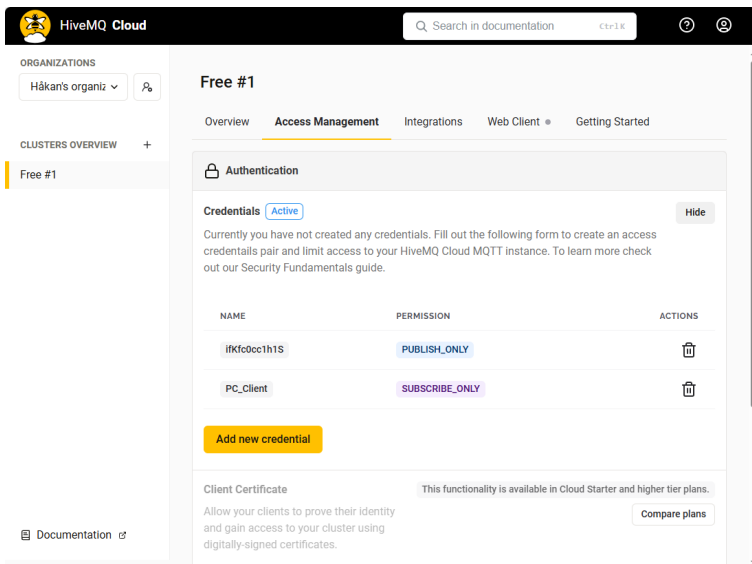 HiveMQ Cloud
Search in documentation
Ctrl K
ORGANIZATIONS
Håkan's organiz
CLUSTERS OVERVIEW +
Free #1
Documentation
Free #1
Overview Access Management Integrations Web Client Getting Started
Authentication
Credentials Active
Hide
Currently you have not created any credentials. Fill out the following form to create an access
credentails pair and limit access to your HiveMQ Cloud MQTT instance. To learn more check
out our Security Fundamentals guide.
NAME PERMISSION ACTIONS
ifKfc0cc1h1S PUBLISH_ONLY
PC_Client SUBSCRIBE_ONLY
Add new credential
Client Certificate
This functionality is available in Cloud Starter and higher tier plans.
Allow your clients to prove their identity
and gain access to your cluster using
digitally-signed certificates.
Compare plans